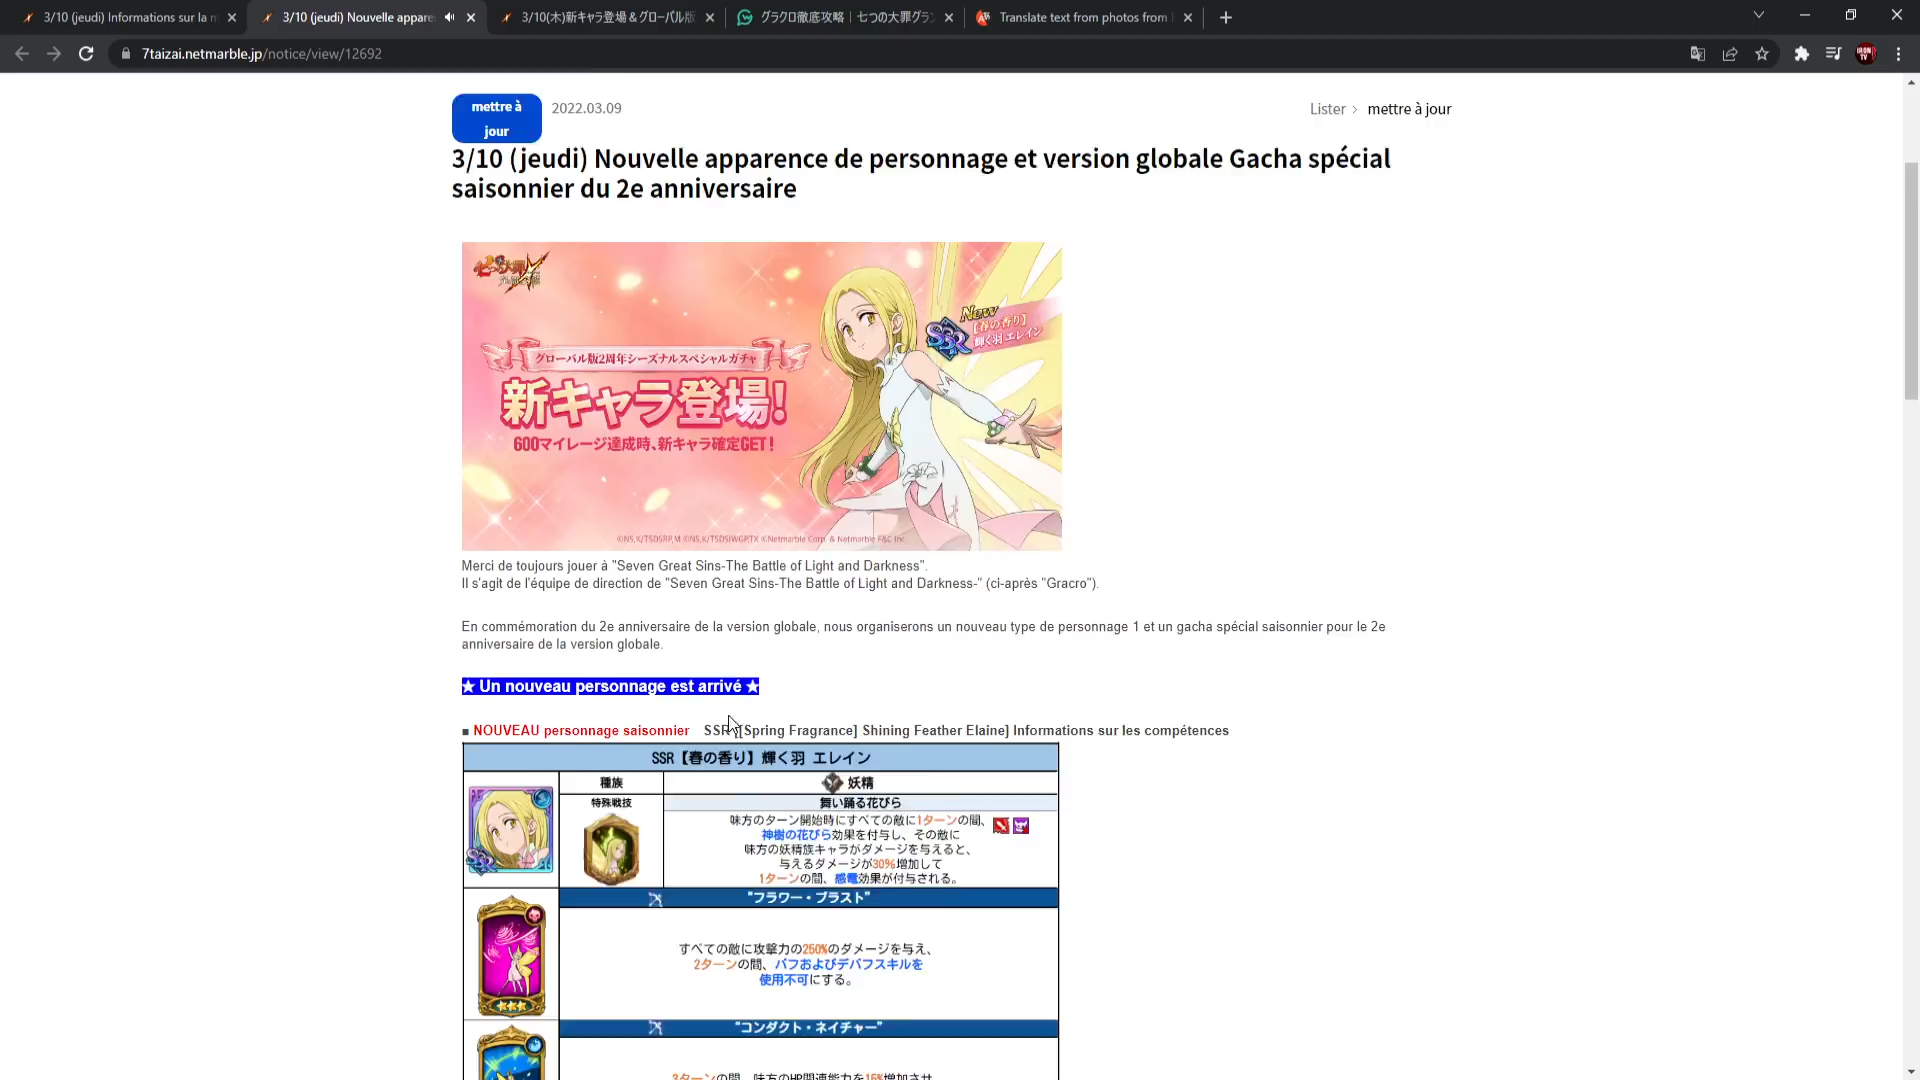 3/10 (jeudi) Informations sur la m
3/10 (jeudi) Nouvelle appare
3/10(木)新キャラ登場＆グローバル版
グラクロ徹底攻略｜七つの大罪グラン
Translate text from photos from
7taizai.netmarble.jp/notice/view/12692
mettre à
jour
2022.03.09
Lister > mettre à jour
3/10 (jeudi) Nouvelle apparence de personnage et version globale Gacha spécial
saisonnier du 2e anniversaire
New
【春の香り】
SSR 輝く羽 エレイン
グローバル版2周年シーズナルスペシャルガチャ
新キャラ登場!
600マイレージ達成時、新キャラ確定GET!
©NS,K/TSDSRP,M ©NS,K/TSDSIWGP,TX ©Netmarble Corp. & Netmarble F&C Inc.
Merci de toujours jouer à "Seven Great Sins-The Battle of Light and Darkness".
Il s'agit de l'équipe de direction de "Seven Great Sins-The Battle of Light and Darkness-" (ci-après "Gracro").
En commémoration du 2e anniversaire de la version globale, nous organiserons un nouveau type de personnage 1 et un gacha spécial saisonnier pour le 2e
anniversaire de la version globale.
★ Un nouveau personnage est arrivé ★
■ NOUVEAU personnage saisonnier SSR [[Spring Fragrance] Shining Feather Elaine] Informations sur les compétences
SSR【春の香り】輝く羽 エレイン
種族
妖精
特殊戦技
舞い踊る花びら
味方のターン開始時にすべての敵に1ターンの間、
神樹の花びら効果を付与し、その敵に
味方の妖精族キャラがダメージを与えると、
与えるダメージが30%増加して
1ターンの間、感電効果が付与される。
SSR
"フラワー・ブラスト"
すべての敵に攻撃力の250%のダメージを与え、
2ターンの間、バフおよびデバフスキルを
使用不可にする。
"コンダクト・ネイチャー"
3ターンの間、味方のHP関連能力を15%増加させ、